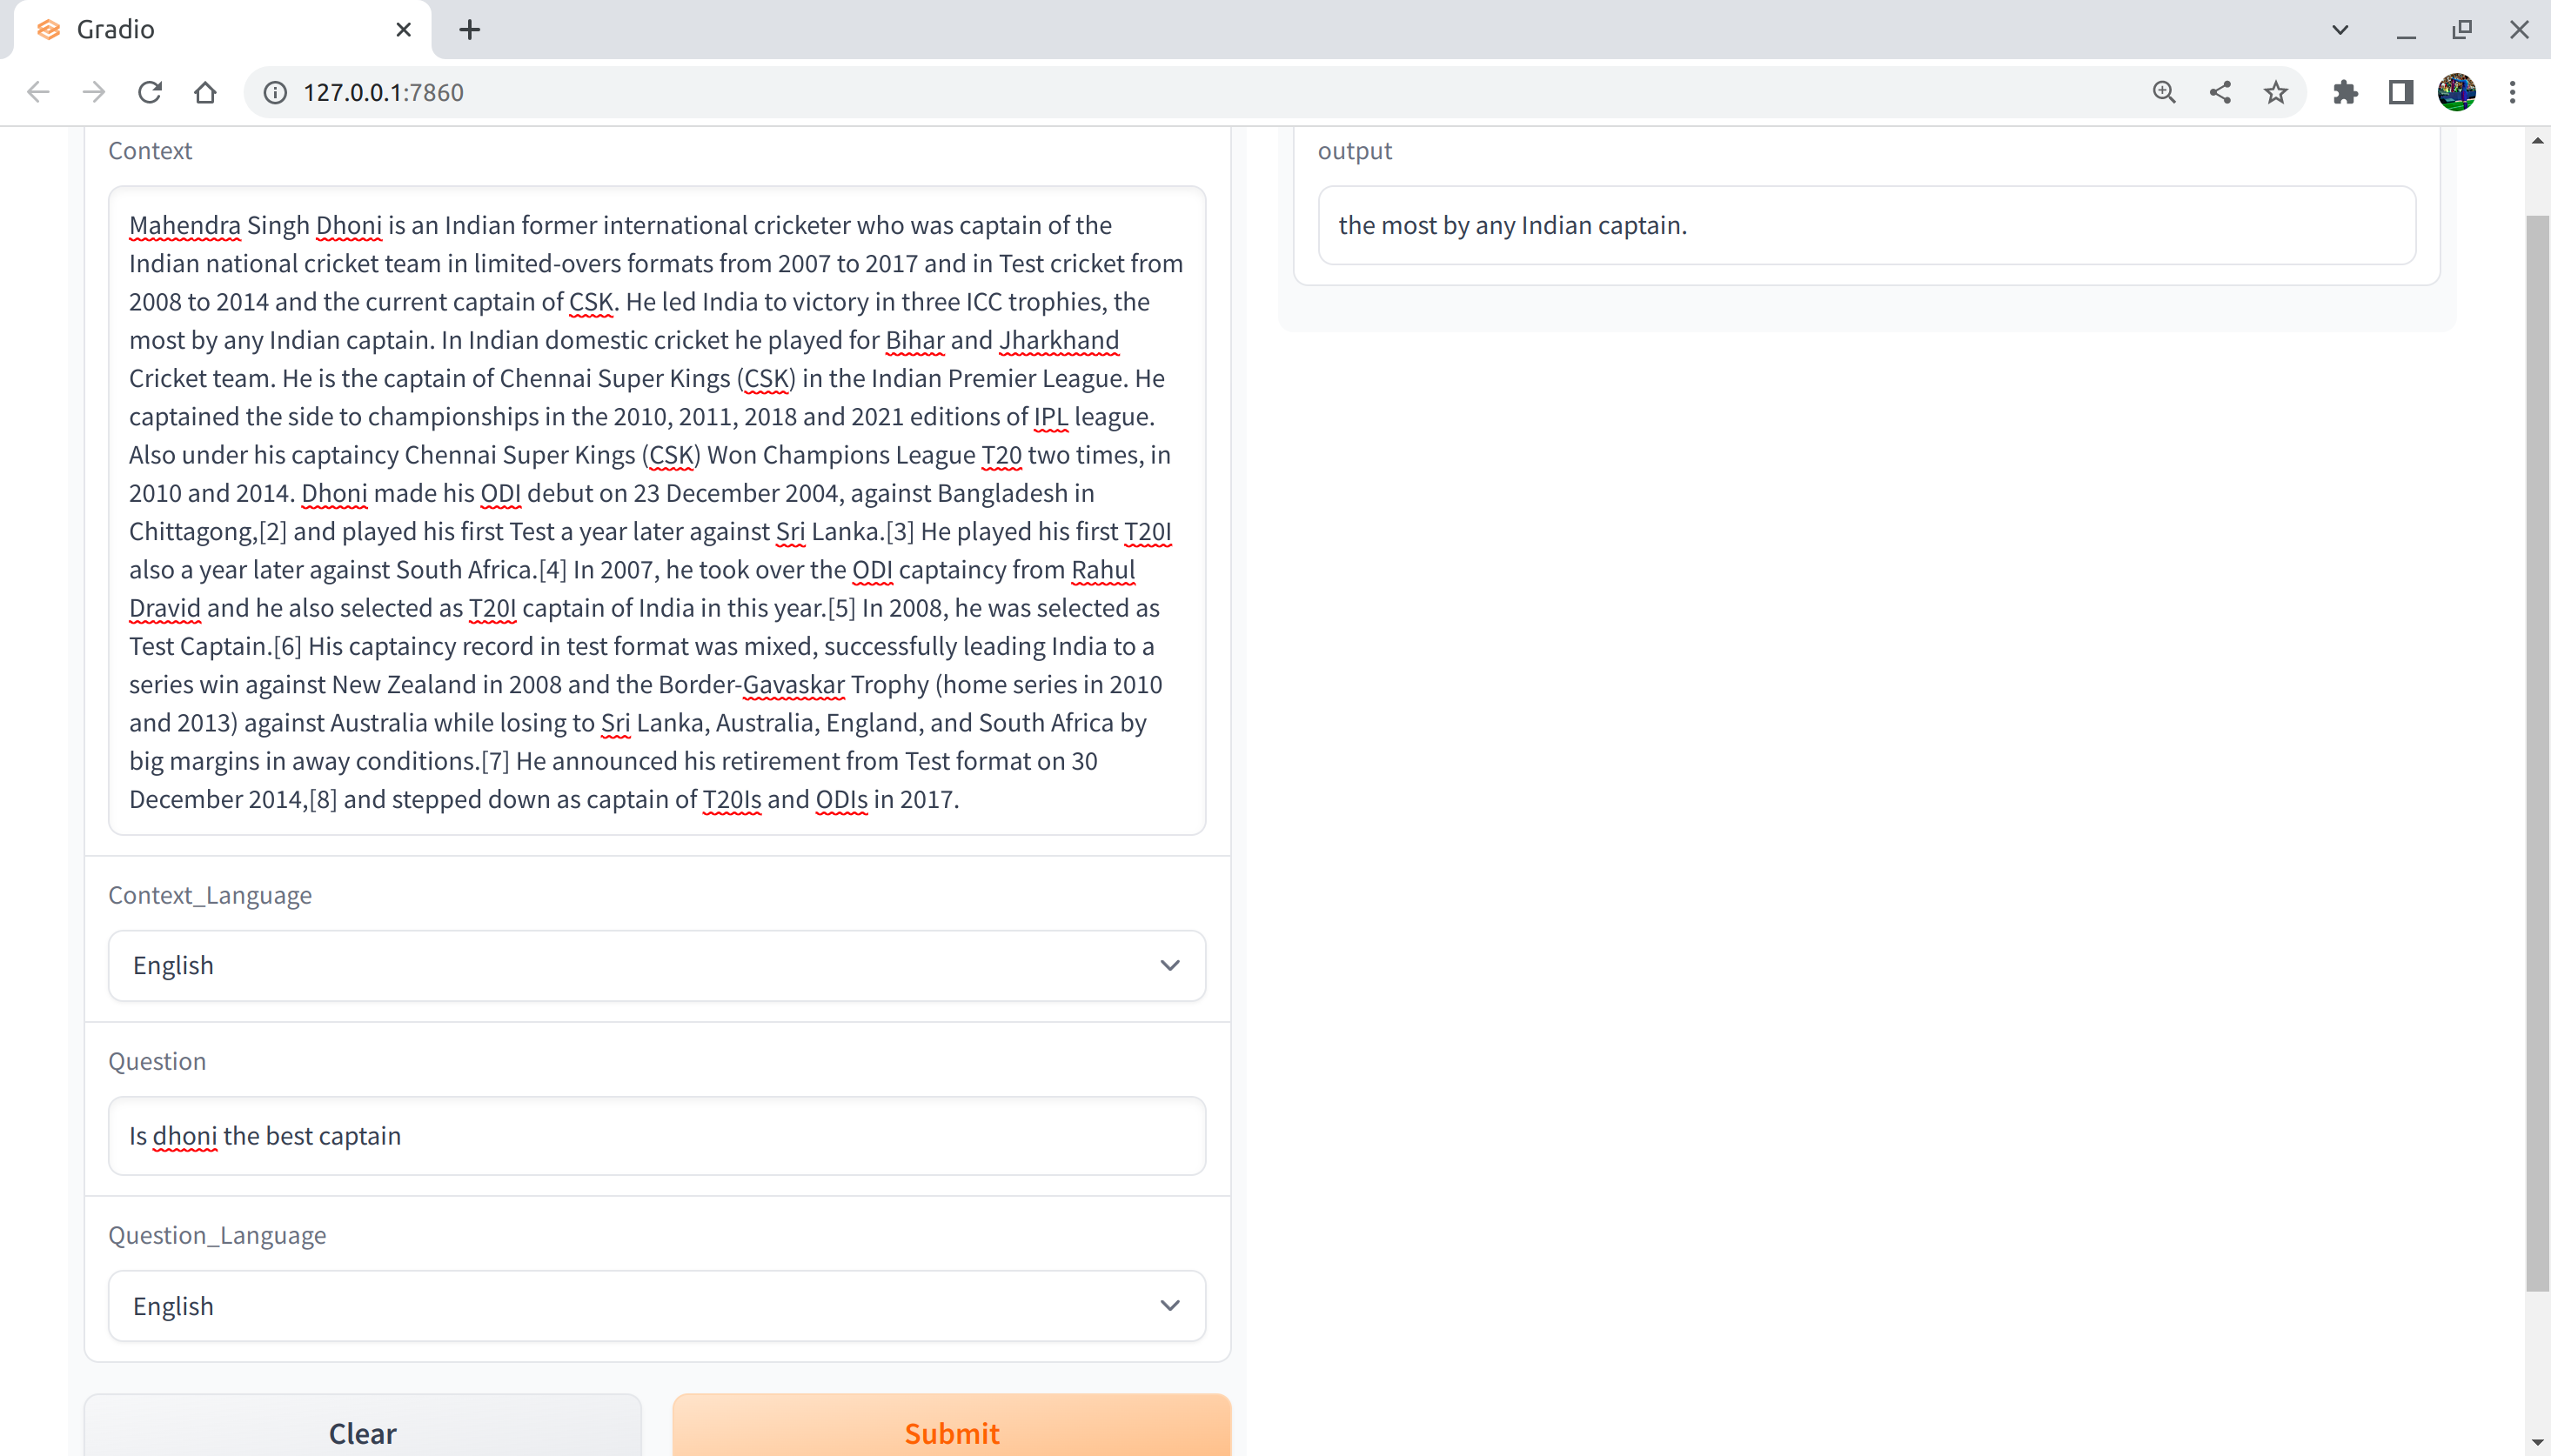 Gradio
127.0.0.1:7860
Context
Mahendra Singh Dhoni is an Indian former international cricketer who was captain of the
Indian national cricket team in limited-overs formats from 2007 to 2017 and in Test cricket from
2008 to 2014 and the current captain of CSK. He led India to victory in three ICC trophies, the
most by any Indian captain. In Indian domestic cricket he played for Bihar and Jharkhand
Cricket team. He is the captain of Chennai Super Kings (CSK) in the Indian Premier League. He
captained the side to championships in the 2010, 2011, 2018 and 2021 editions of IPL league.
Also under his captaincy Chennai Super Kings (CSK) Won Champions League T20 two times, in
2010 and 2014. Dhoni made his ODI debut on 23 December 2004, against Bangladesh in
Chittagong,[2] and played his first Test a year later against Sri Lanka.[3] He played his first T20I
also a year later against South Africa.[4] In 2007, he took over the ODI captaincy from Rahul
Dravid and he also selected as T20I captain of India in this year.[5] In 2008, he was selected as
Test Captain.[6] His captaincy record in test format was mixed, successfully leading India to a
series win against New Zealand in 2008 and the Border-Gavaskar Trophy (home series in 2010
and 2013) against Australia while losing to Sri Lanka, Australia, England, and South Africa by
big margins in away conditions.[7] He announced his retirement from Test format on 30
December 2014,[8] and stepped down as captain of T20Is and ODIs in 2017.
Context_Language
English
Question
Is dhoni the best captain
Question_Language
English
Clear
Submit
output
the most by any Indian captain.